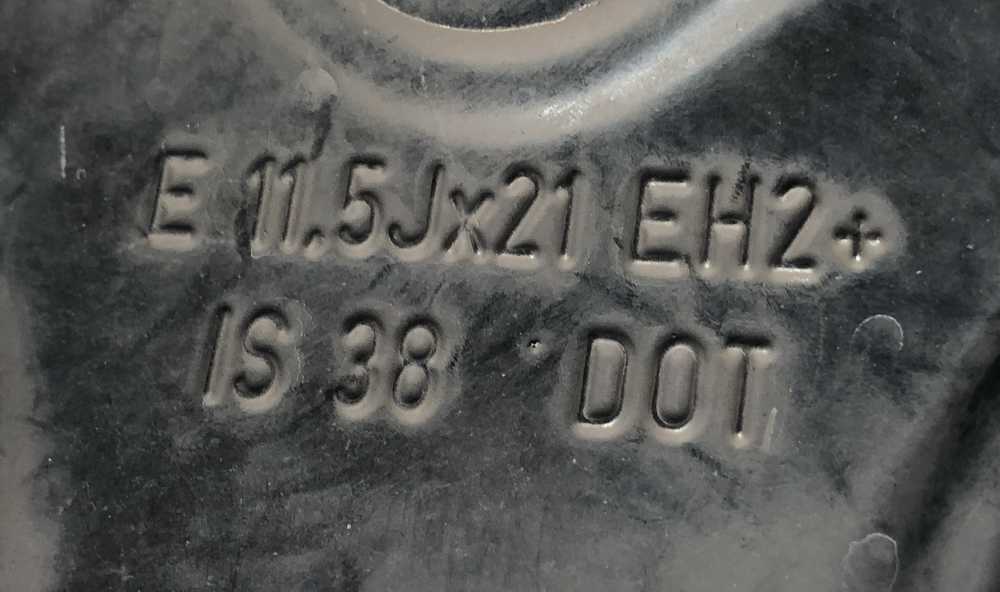 E 11.5Jx21 EH2+
IS 38 DOT